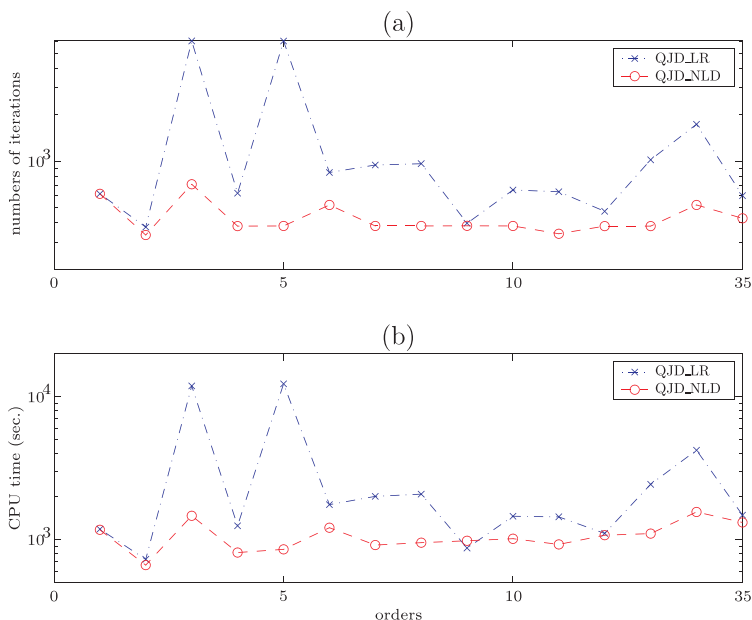 (a)
numbers of iterations
10^3
QJD_LR
QJD_NLD
0
5
10
35
(b)
CPU time (sec.)
10^4
10^3
QJD_LR
QJD_NLD
0
5
10
35
orders